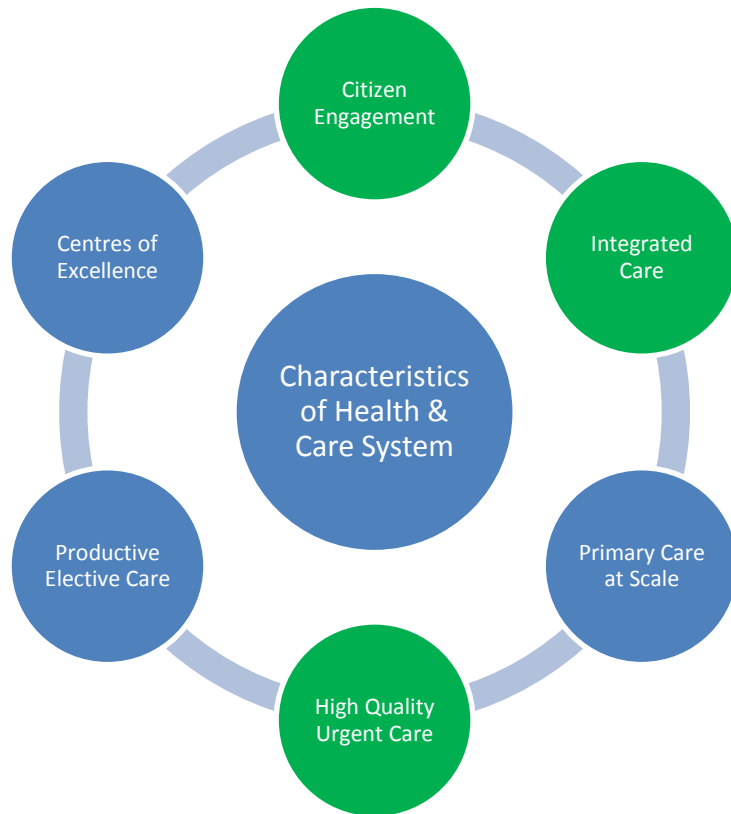 Citizen
Engagement
Centres of
Excellence
Integrated
Care
Characteristics
of Health &
Care System
Productive
Elective Care
Primary Care
at Scale
High Quality
Urgent Care